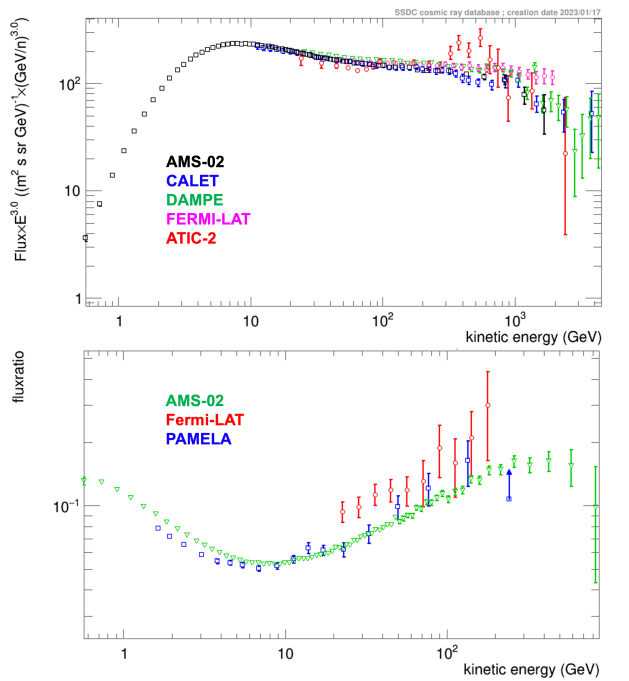 SSDC cosmic ray database ; creation date 2023/01/17
Flux×E^3.0 ((m^2 s sr GeV)^-1×(GeV/n)^3.0)
10^2
10
1
AMS-02
CALET
DAMPE
FERMI-LAT
ATIC-2
1 10 10^2 10^3
kinetic energy (GeV)
fluxratio
AMS-02
Fermi-LAT
PAMELA
10^-1
1 10 10^2
kinetic energy (GeV)